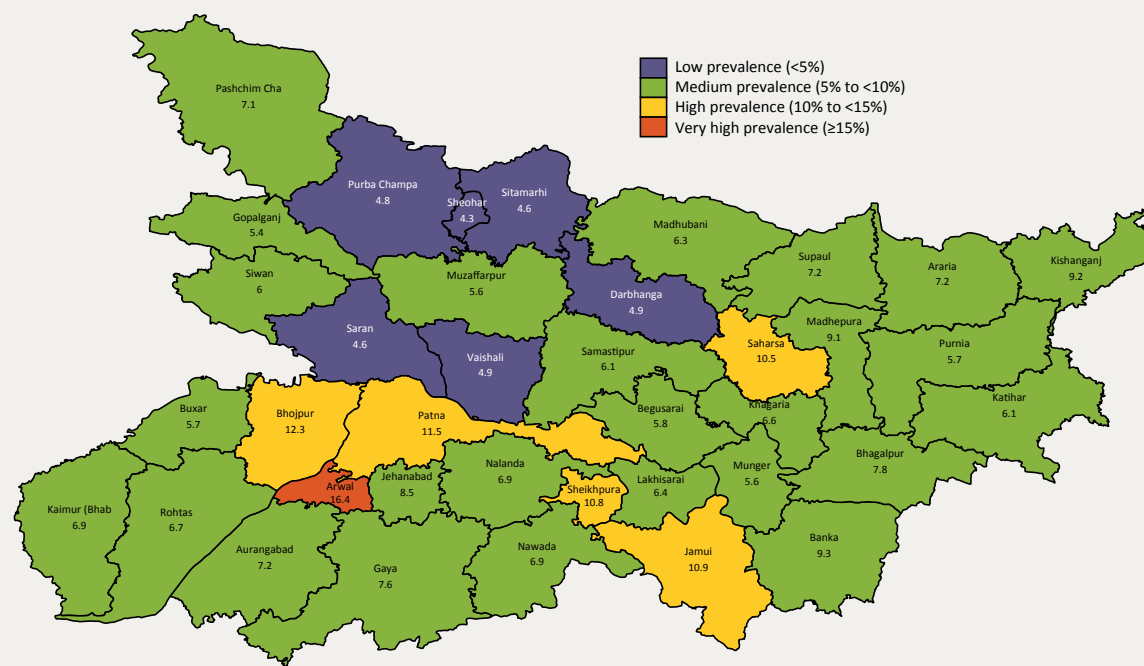 Low prevalence (<5%)
Medium prevalence (5% to <10%)
High prevalence (10% to <15%)
Very high prevalence (≥15%)
Pashchim Cha
7.1
Purba Champa
4.8
Sheohar
4.3
Sitamarhi
4.6
Gopalganj
5.4
Siwan
6
Muzaffarpur
5.6
Madhubani
6.3
Supaul
7.2
Araria
7.2
Kishanganj
9.2
Darbhanga
4.9
Saran
4.6
Vaishali
4.9
Samastipur
6.1
Saharsa
10.5
Madhepura
9.1
Purnia
5.7
Katihar
6.1
Buxar
5.7
Bhojpur
12.3
Patna
11.5
Begusarai
5.8
Khagaria
6.6
Bhagalpur
7.8
Kaimur (Bhab
6.9
Rohtas
6.7
Arwal
16.4
Jehanabad
8.5
Nalanda
6.9
Sheikhpura
10.8
Lakhisarai
6.4
Munger
5.6
Aurangabad
7.2
Gaya
7.6
Nawada
6.9
Jamui
10.9
Banka
9.3